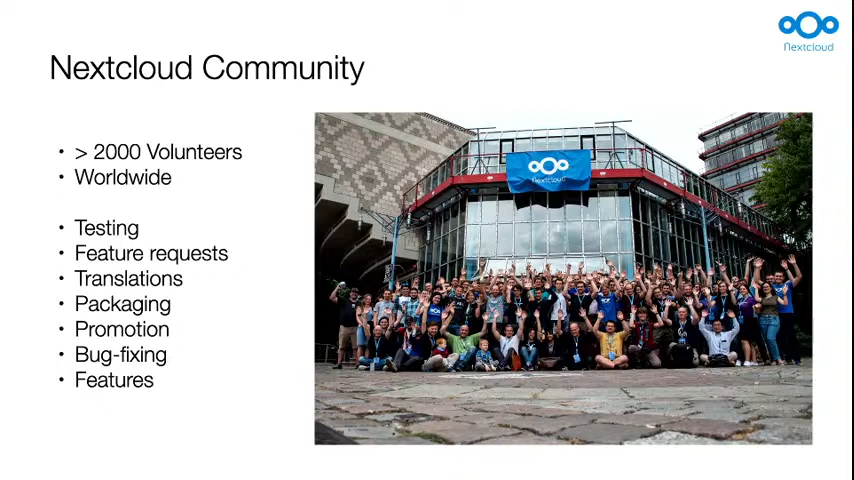 nextcloud
Nextcloud Community
• > 2000 Volunteers
• Worldwide
• Testing
• Feature requests
• Translations
• Packaging
• Promotion
• Bug-fixing
• Features
nextcloud